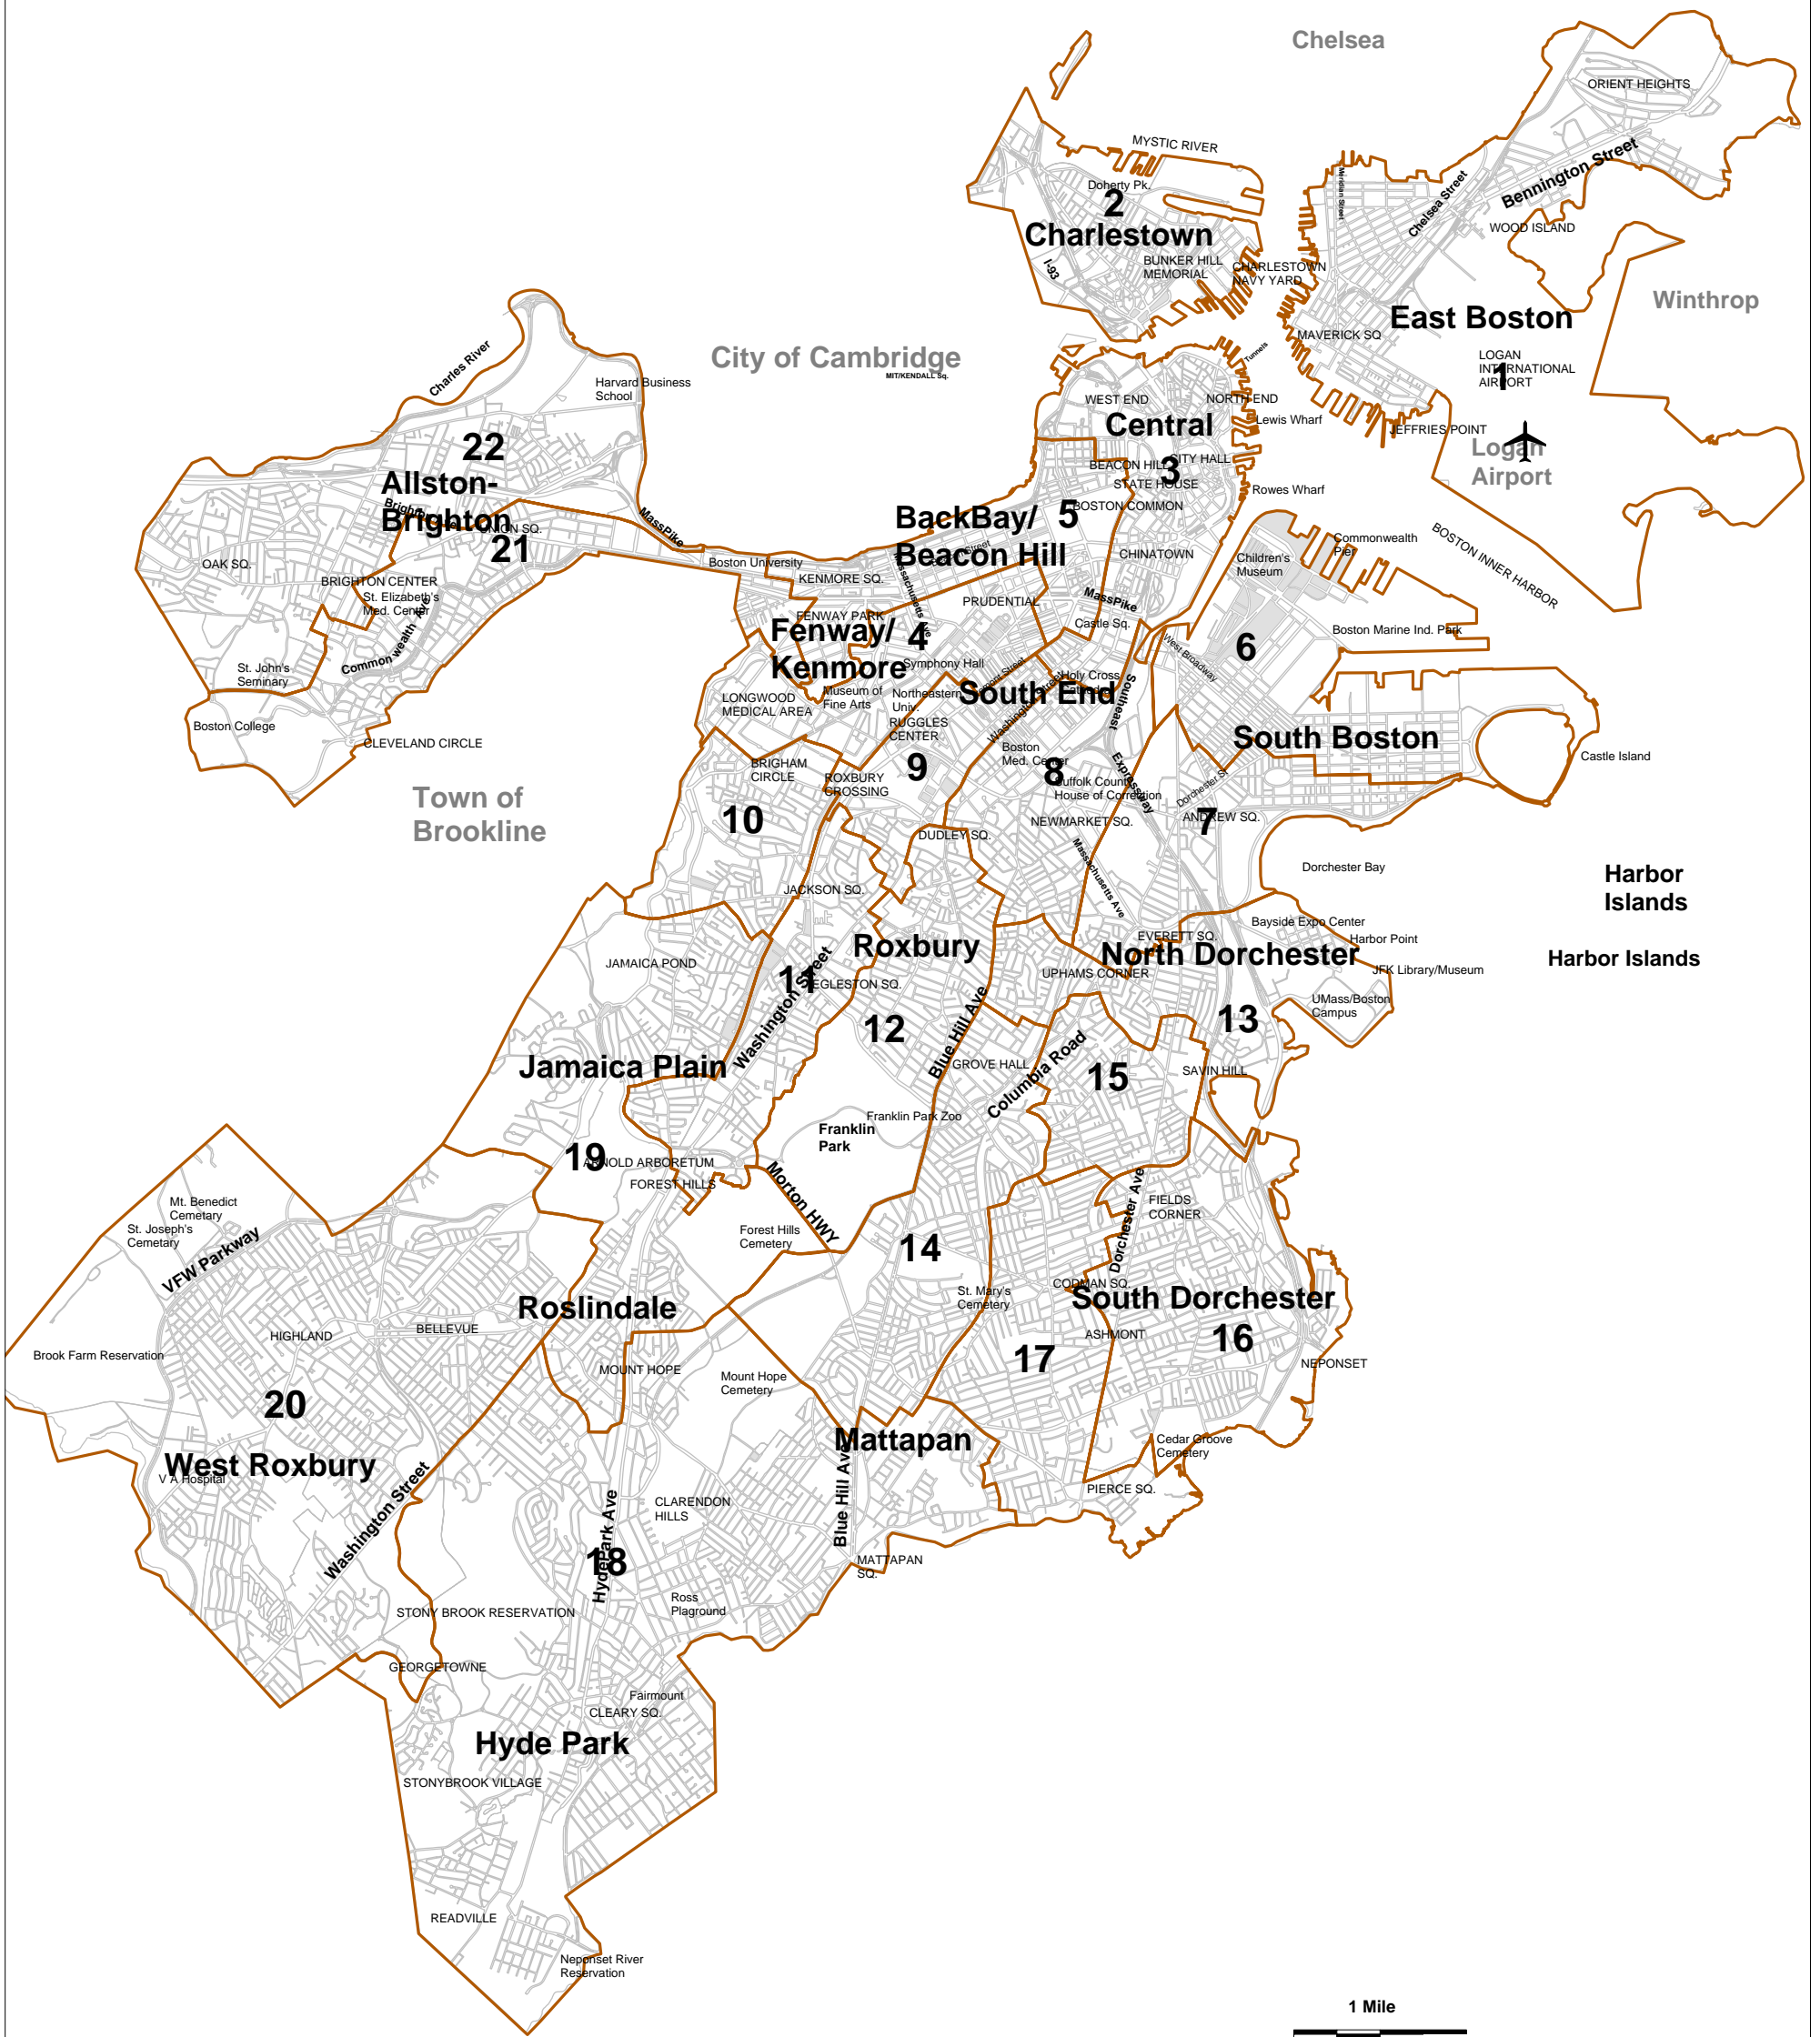 Chelsea
ORIENT HEIGHTS
MYSTIC RIVER
Bennington Street
Meridian Street
Chelsea Street
Doherty Pk.
2
Charlestown
WOOD ISLAND
I-93
BUNKER HILL
MEMORIAL
CHARLESTOWN
NAVY YARD
Winthrop
East Boston
MAVERICK SQ
LOGAN
INTERNATIONAL
AIRPORT
1
Tunnels
City of Cambridge
MIT/KENDALL Sq.
Charles River
Harvard Business
School
WEST END
NORTH END
Central
Lewis Wharf
JEFFRIES POINT
Logan
Airport
22
Allston-
Brighton
BEACON HILL
CITY HALL
3
STATE HOUSE
Rowes Wharf
BOSTON COMMON
BackBay/
Beacon Hill
5
UNION SQ.
21
MassPike
OAK SQ.
Boston University
KENMORE SQ.
Massachusetts Ave
CHINATOWN
Children's
Museum
Commonwealth
Pier
BOSTON INNER HARBOR
BRIGHTON CENTER
St. Elizabeth's
Med. Center
Common wealth Ave
PRUDENTIAL
MassPike
Castle Sq.
FENWAY PARK
Fenway/
Kenmore
4
6
Boston Marine Ind. Park
West Broadway
St. John's
Seminary
Symphony Hall
Holy Cross
Cathedral
LONGWOOD
MEDICAL AREA
Museum of
Fine Arts
Northeastern
Univ.
South End
Washington Street
Southeast
Expressway
RUGGLES
CENTER
Boston College
CLEVELAND CIRCLE
South Boston
Castle Island
Boston
Med. Center
BRIGHAM
CIRCLE
ROXBURY
CROSSING
9
8
Suffolk County
House of Correction
Dorchester St
Town of
Brookline
10
NEWMARKET SQ.
7
ANDREW SQ.
DUDLEY SQ.
Massachusetts Ave
Dorchester Bay
Harbor
Islands
JACKSON SQ.
Bayside Expo Center
EVERETT SQ.
Harbor Point
Roxbury
North Dorchester
Harbor Islands
JAMAICA POND
UPHAMS CORNER
JFK Library/Museum
11
EGLESTON SQ.
Washington Street
UMass/Boston
Campus
12
Blue Hill Ave
13
GROVE HALL
Columbia Road
15
SAVIN HILL
Jamaica Plain
Franklin Park Zoo
Franklin
Park
19
ARNOLD ARBORETUM
FOREST HILLS
Morton HWY
Mt. Benedict
Cemetary
St. Joseph's
Cemetary
VFW Parkway
Dorchester Ave
FIELDS
CORNER
Forest Hills
Cemetery
14
St. Mary's
Cemetery
CODMAN SQ.
South Dorchester
Roslindale
BELLEVUE
HIGHLAND
ASHMONT
16
Brook Farm Reservation
MOUNT HOPE
Mount Hope
Cemetery
17
NEPONSET
20
Mattapan
Cedar Groove
Cemetery
West Roxbury
V A Hospital
Washington Street
PIERCE SQ.
CLARENDON
HILLS
HydePark Ave
Blue Hill Ave
18
MATTAPAN
SQ.
STONY BROOK RESERVATION
Ross
Plaground
GEORGETOWNE
Fairmount
CLEARY SQ.
Hyde Park
STONYBROOK VILLAGE
READVILLE
Neponset River
Reservation
1 Mile